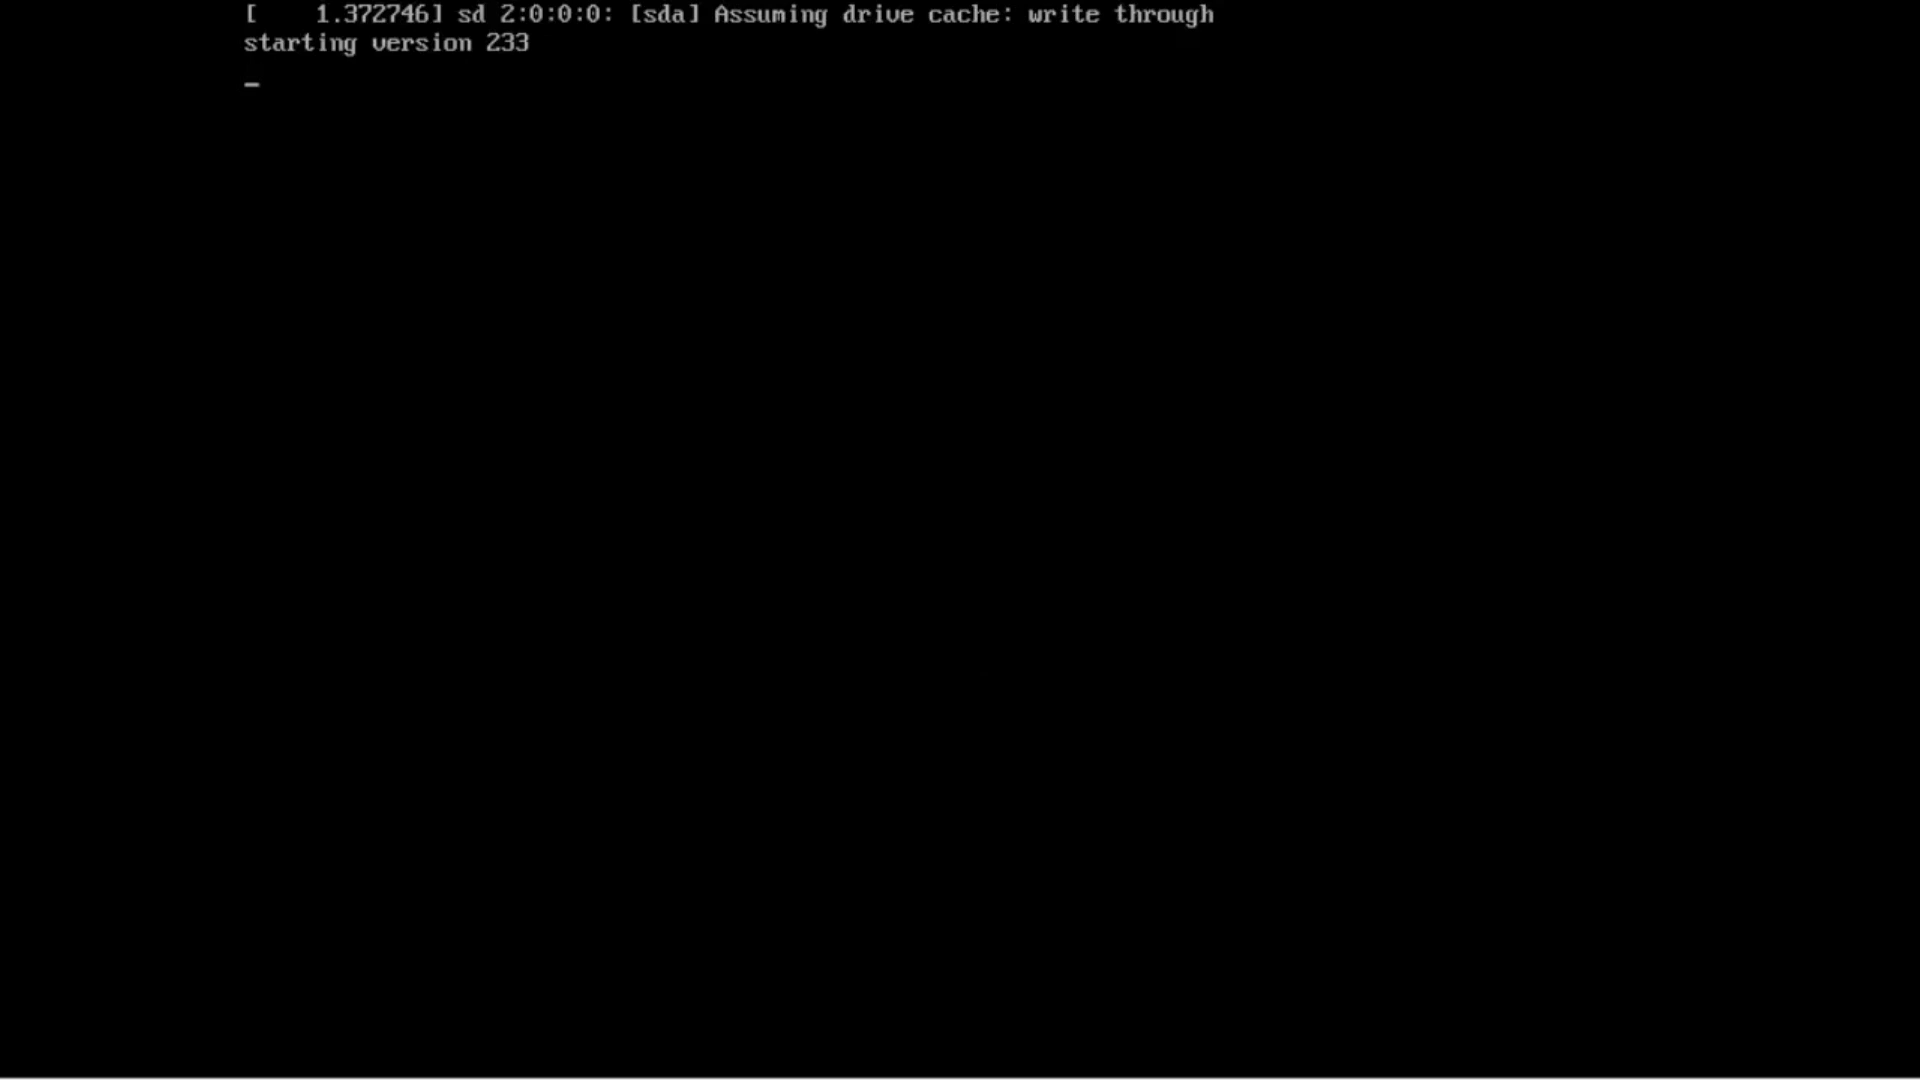 [    1.372746] sd 2:0:0:0: [sda] Assuming drive cache: write through
starting version 233
_